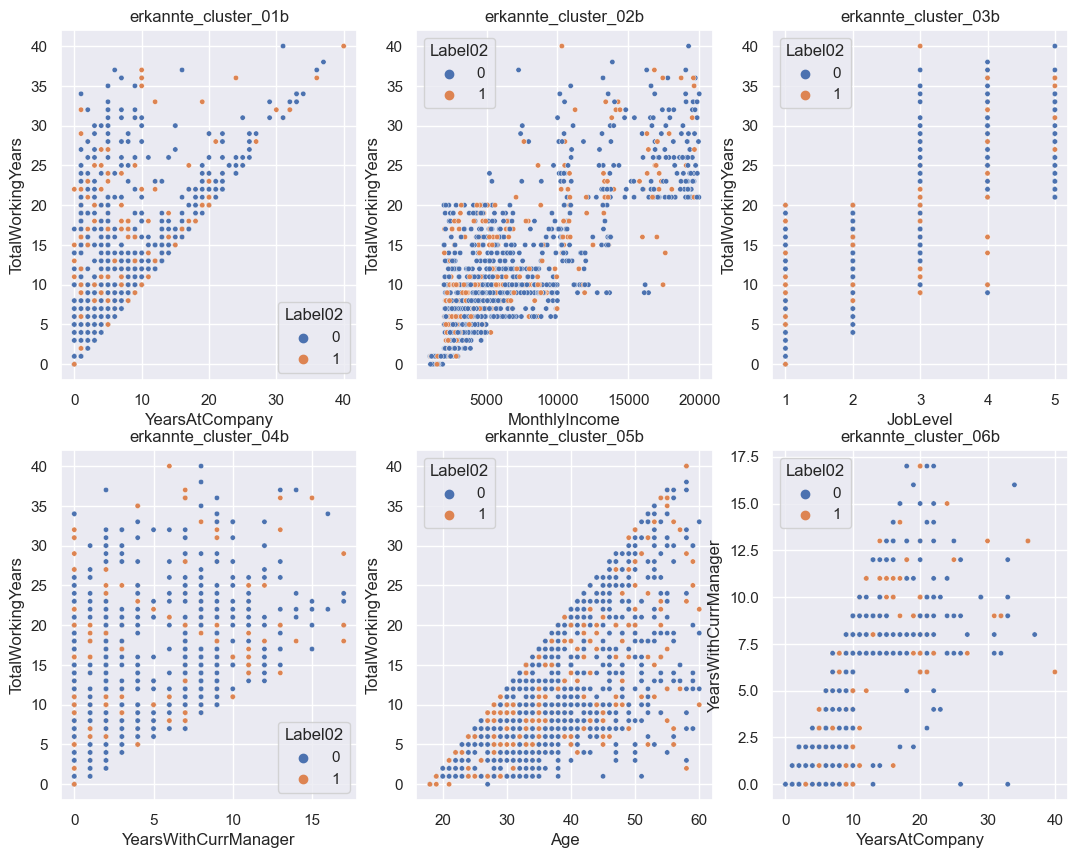 erkannte_cluster_01b
TotalWorkingYears
40
35
30
25
20
15
10
5
0
Label02
0
1
0 10 20 30 40
YearsAtCompany
erkannte_cluster_02b
TotalWorkingYears
40
35
30
25
20
15
10
5
0
Label02
0
1
5000 10000 15000 20000
MonthlyIncome
erkannte_cluster_03b
TotalWorkingYears
40
35
30
25
20
15
10
5
0
Label02
0
1
1 2 3 4 5
JobLevel
erkannte_cluster_04b
TotalWorkingYears
40
35
30
25
20
15
10
5
0
Label02
0
1
0 5 10 15
YearsWithCurrManager
erkannte_cluster_05b
TotalWorkingYears
40
35
30
25
20
15
10
5
0
Label02
0
1
20 30 40 50 60
Age
erkannte_cluster_06b
YearsWithCurrManager
17.5
15.0
12.5
10.0
7.5
5.0
2.5
0.0
Label02
0
1
0 10 20 30 40
YearsAtCompany